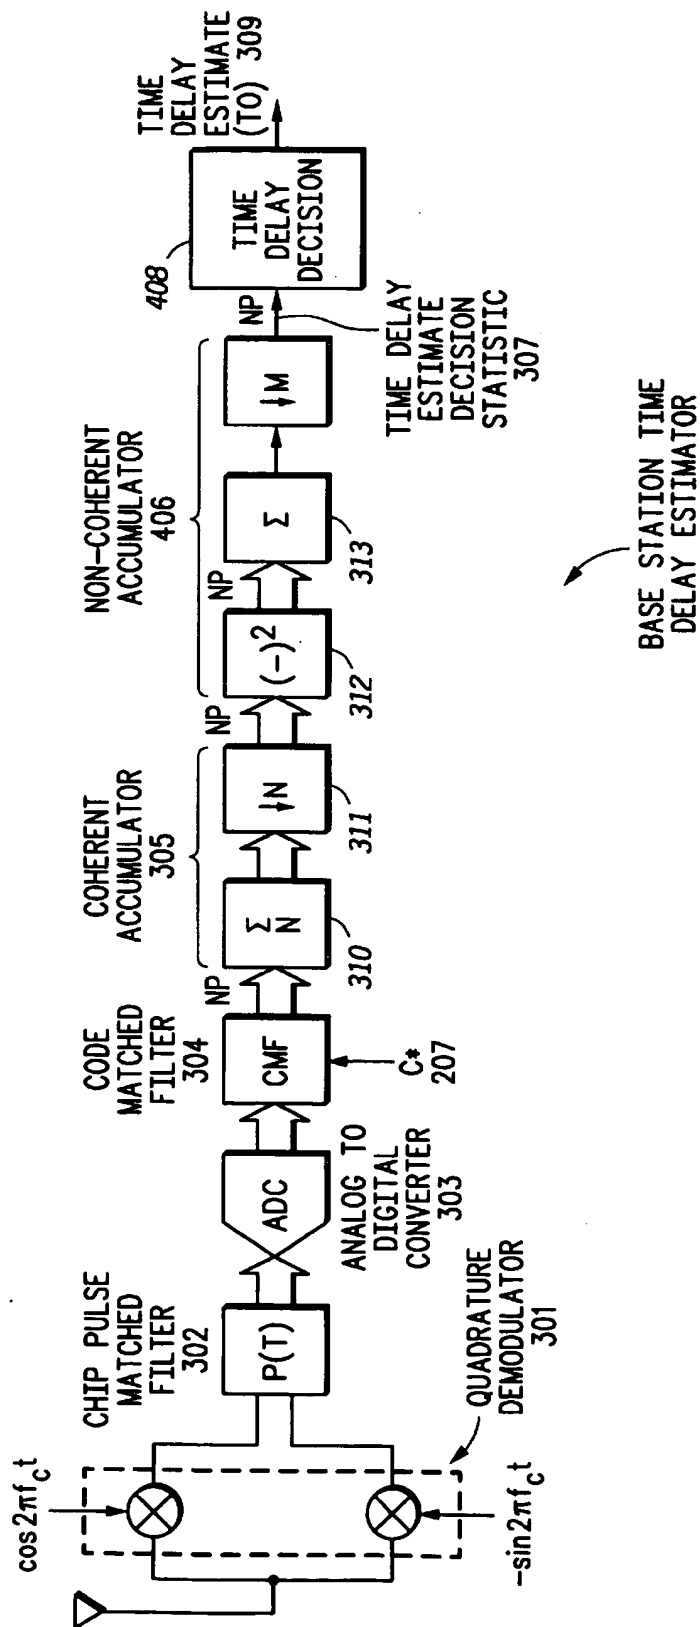 cos2πf_ct
-sin2πf_ct
QUADRATURE
DEMODULATOR
301
CHIP PULSE
MATCHED
FILTER
302
P(T)
ADC
ANALOG TO
DIGITAL
CONVERTER
303
CODE
MATCHED
FILTER
304
CMF
C*
207
NP
COHERENT
ACCUMULATOR
305
Σ
N
310
↓N
311
NP
NON-COHERENT
ACCUMULATOR
406
(–)²
312
NP
Σ
313
↓M
NP
TIME DELAY
ESTIMATE
DECISION
STATISTIC
307
408
TIME
DELAY
DECISION
TIME
DELAY
ESTIMATE
(TO) 309
BASE STATION TIME
DELAY ESTIMATOR